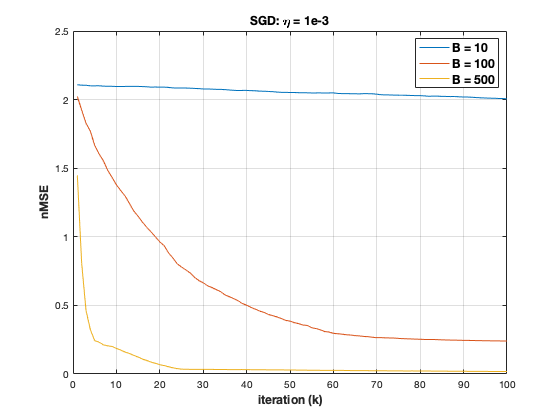 SGD: η = 1e-3
B = 10
B = 100
B = 500
2.5
2
1.5
1
0.5
0
nMSE
0 10 20 30 40 50 60 70 80 90 100
iteration (k)